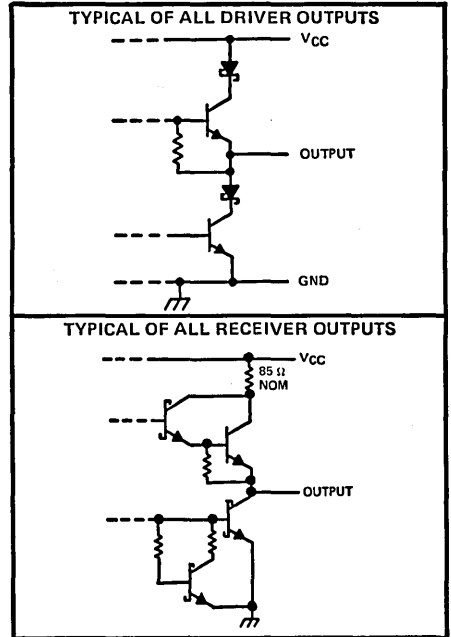 TYPICAL OF ALL DRIVER OUTPUTS
VCC
OUTPUT
GND
TYPICAL OF ALL RECEIVER OUTPUTS
VCC
85 Ω
NOM
OUTPUT